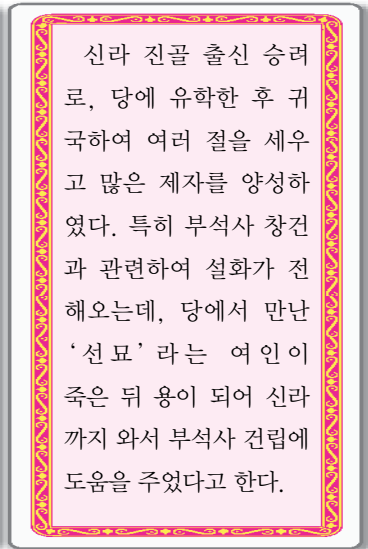 신라 진골 출신 승려
로, 당에 유학한 후 귀
국하여 여러 절을 세우
고 많은 제자를 양성하
였다. 특히 부석사 창건
과 관련하여 설화가 전
해오는데, 당에서 만난
‘선묘’라는 여인이
죽은 뒤 용이 되어 신라
까지 와서 부석사 건립에
도움을 주었다고 한다.